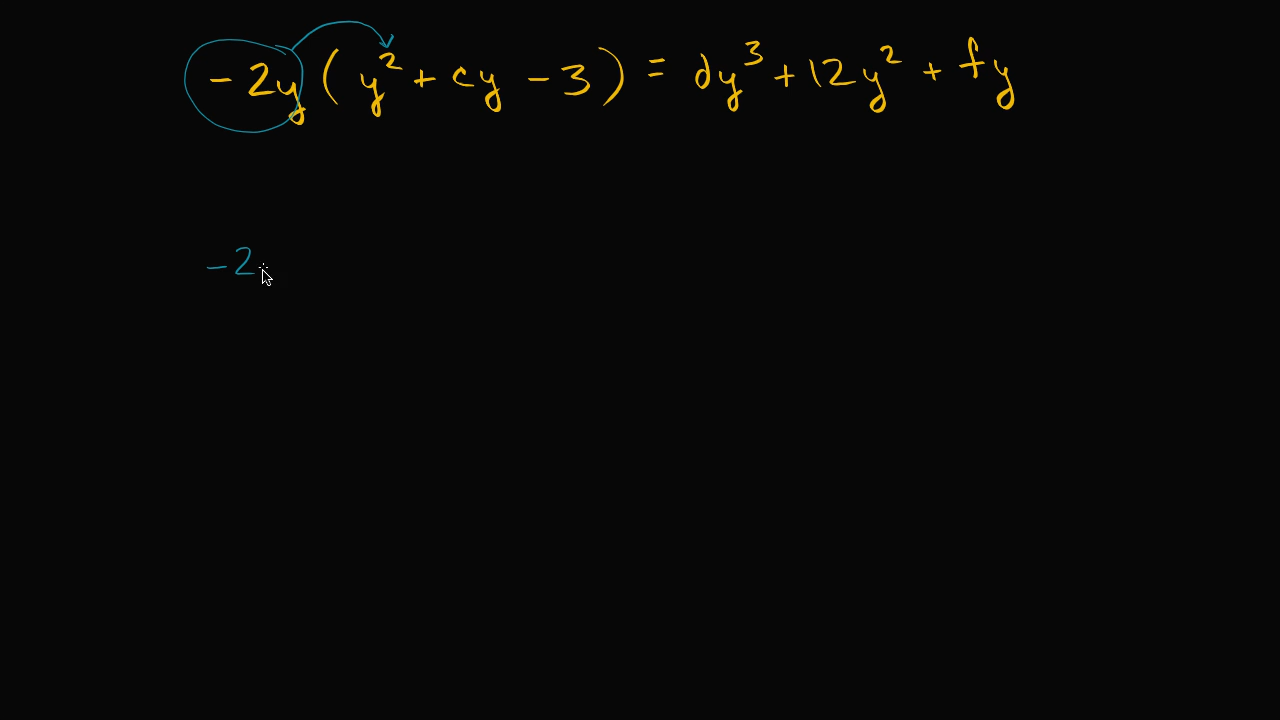 -2y(y² + cy - 3) = dy³ + 12y² + fy
-2